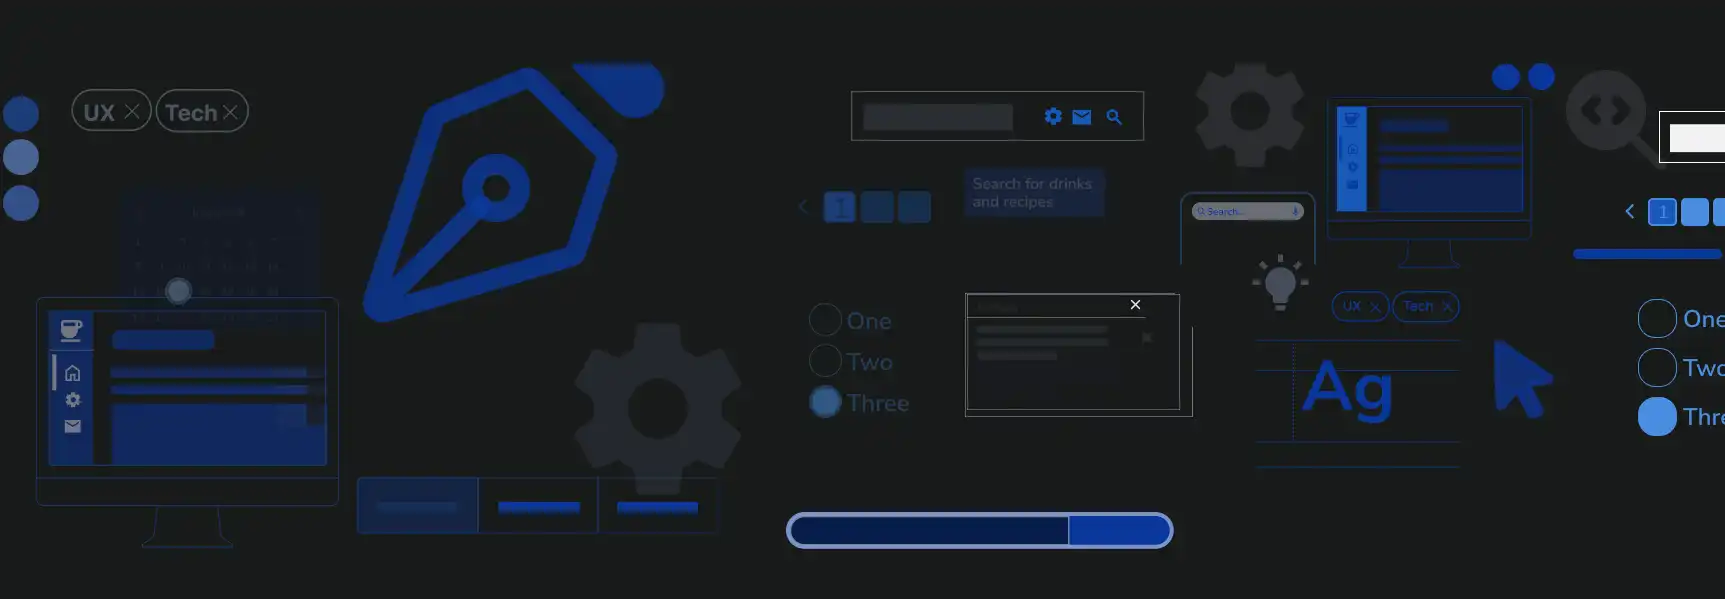 UX
Tech
Search for drinks
and recipes
1
One
Two
Three
Search...
UX
Tech
Ag
1
One
Two
Thre